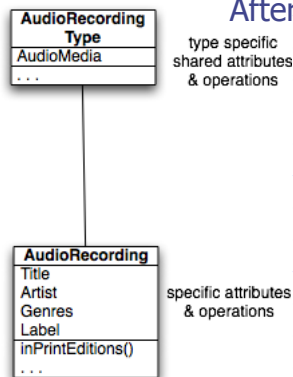 After
AudioRecording
Type
AudioMedia
. . .
type specific
shared attributes
& operations
AudioRecording
Title
Artist
Genres
Label
inPrintEditions()
. . .
specific attributes
& operations